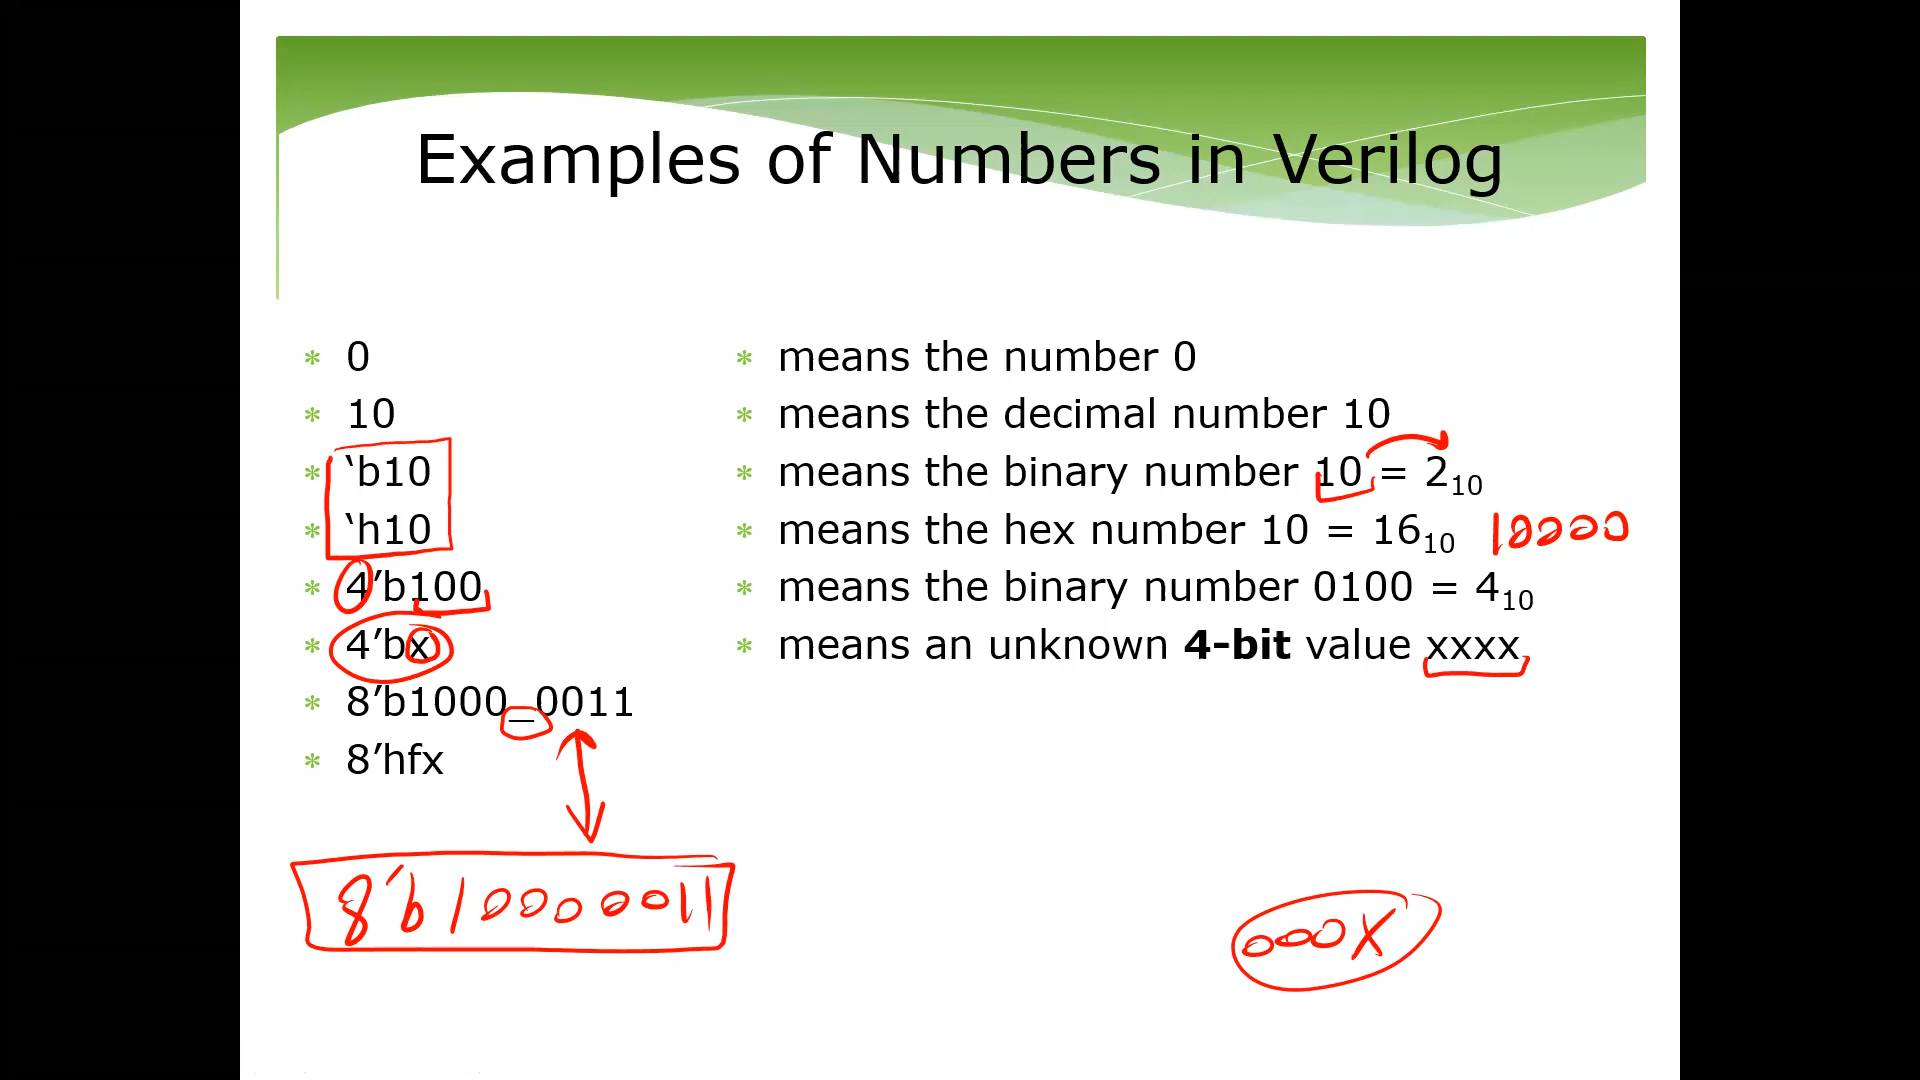 Examples of Numbers in Verilog
* 0
* means the number 0
* 10
* means the decimal number 10
* ‘b10
* means the binary number 10 = 2₁₀
* ‘h10
* means the hex number 10 = 16₁₀ 10000
* 4’b100
* means the binary number 0100 = 4₁₀
* 4’bx
* means an unknown 4-bit value xxxx
* 8’b1000_0011
* 8’hfx
8'b10000011
000X